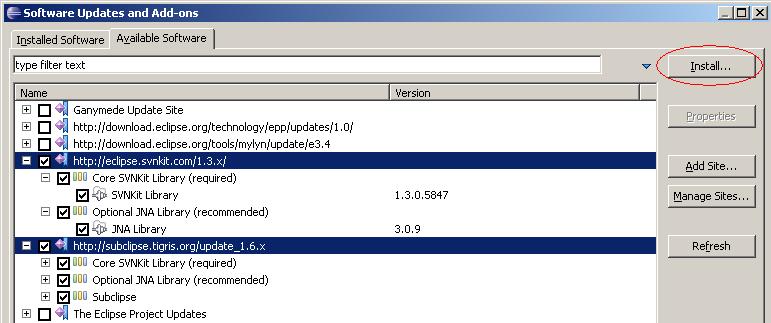 Software Updates and Add-ons
Installed Software Available Software
type filter text
Install...
Name Version
Ganymede Update Site
Properties
http://download.eclipse.org/technology/epp/updates/1.0/
http://download.eclipse.org/tools/mylyn/update/e3.4
http://eclipse.svnkit.com/1.3.x/
Add Site...
Core SVNKit Library (required)
SVNKit Library 1.3.0.5847
Manage Sites...
Optional JNA Library (recommended)
JNA Library 3.0.9
http://subclipse.tigris.org/update_1.6.x
Refresh
Core SVNKit Library (required)
Optional JNA Library (recommended)
Subclipse
The Eclipse Project Updates